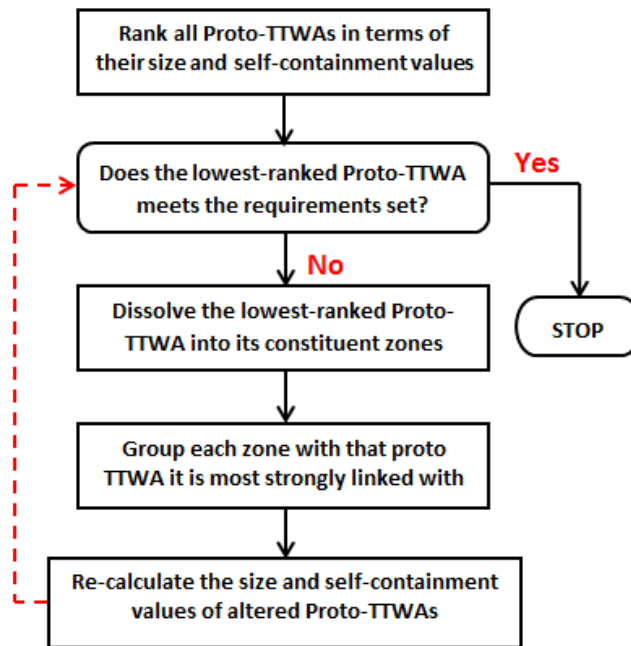 Rank all Proto-TTWAs in terms of
their size and self-containment values
Does the lowest-ranked Proto-TTWA
meets the requirements set?
Yes
No
Dissolve the lowest-ranked Proto-
TTWA into its constituent zones
STOP
Group each zone with that proto
TTWA it is most strongly linked with
Re-calculate the size and self-containment
values of altered Proto-TTWAs